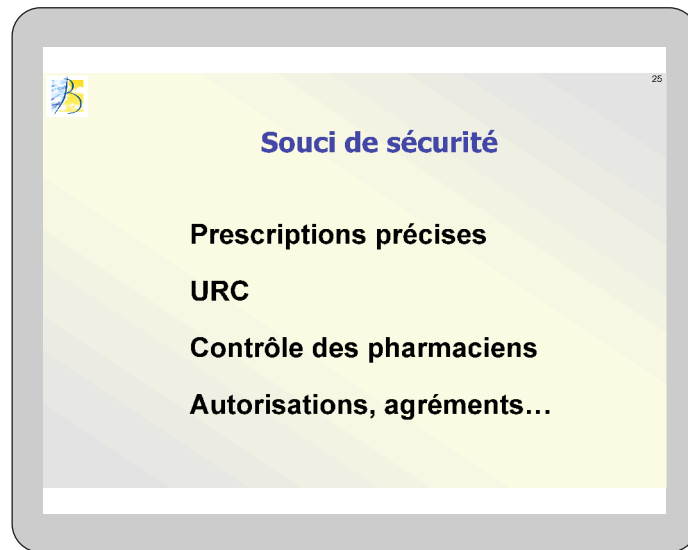 25
Souci de sécurité
Prescriptions précises
URC
Contrôle des pharmaciens
Autorisations, agréments…